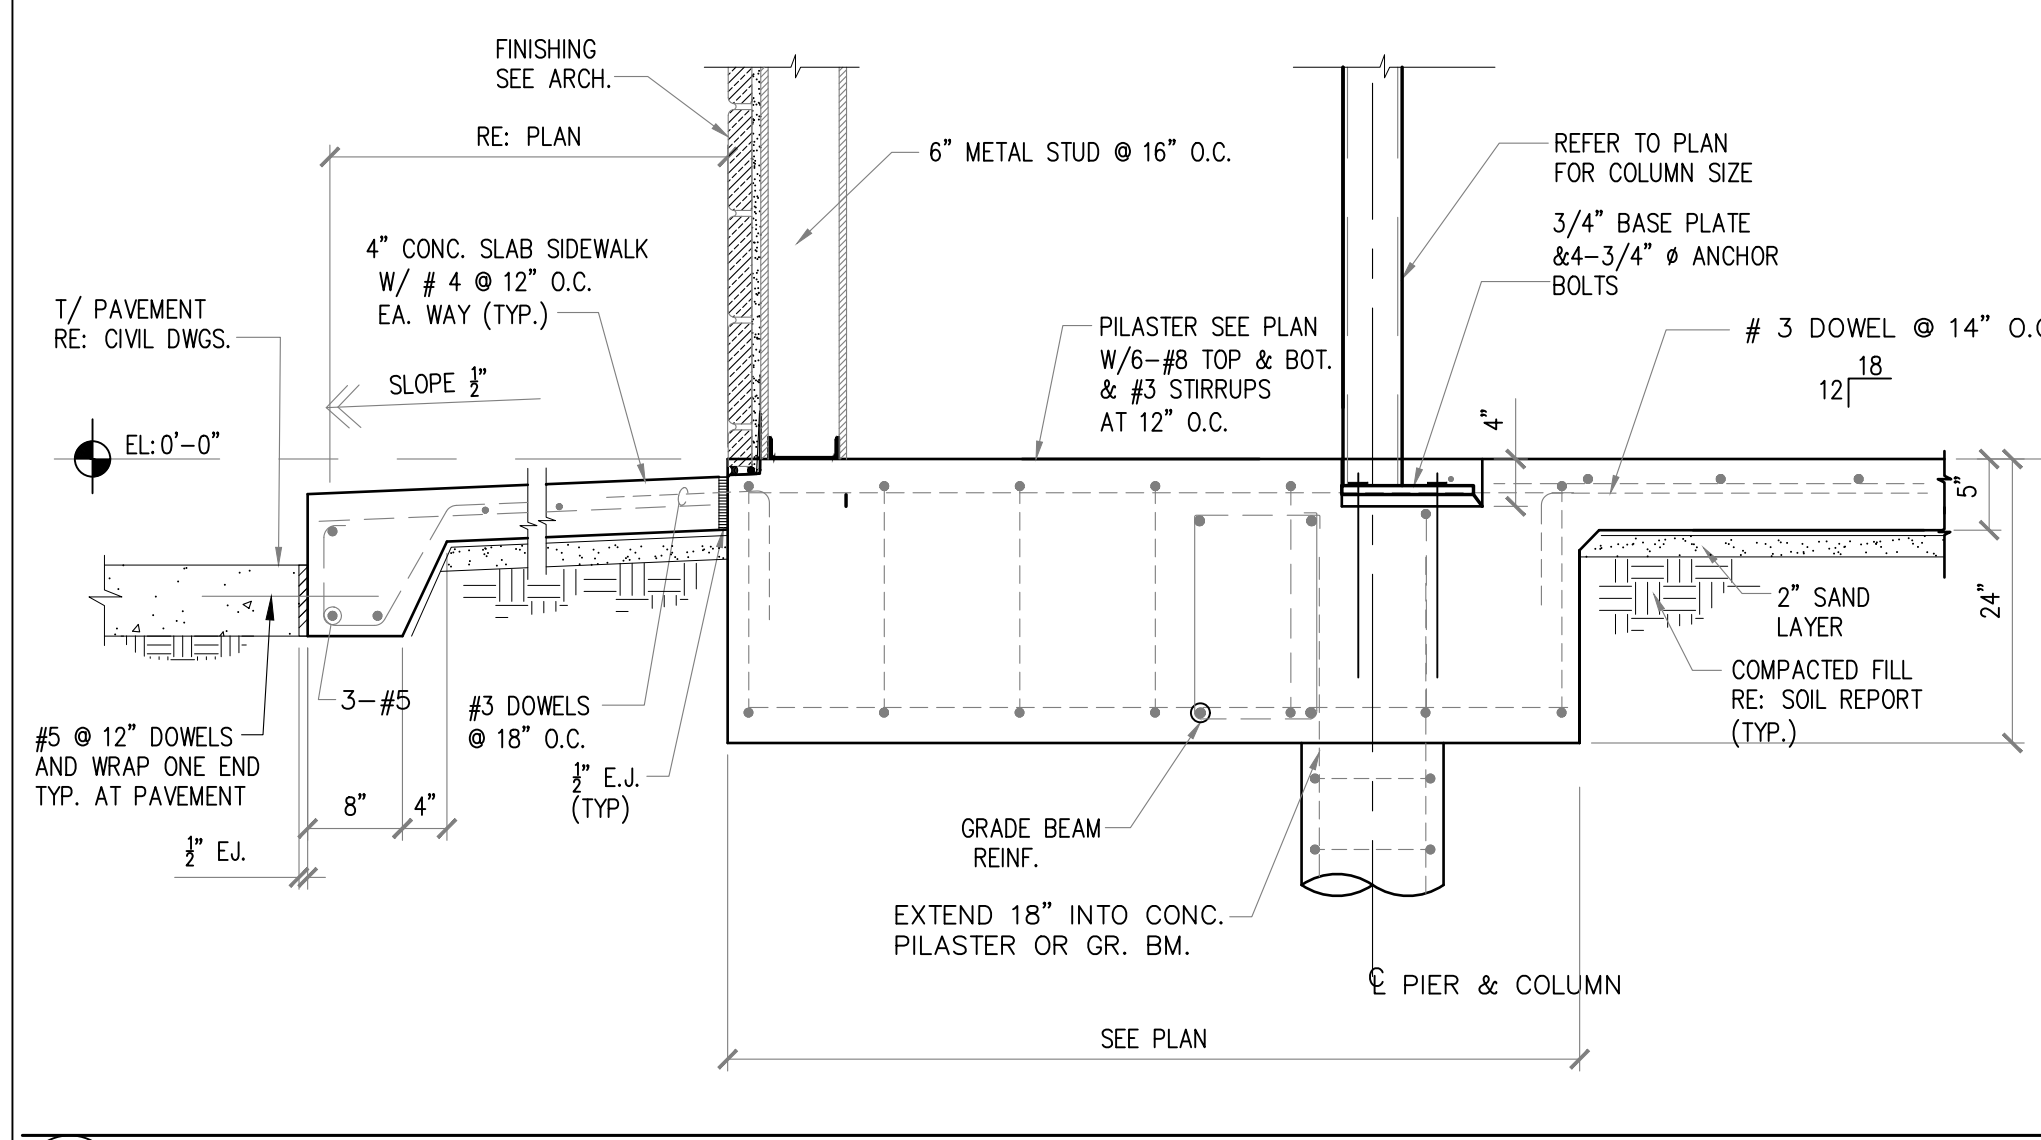 FINISHING
SEE ARCH.
RE: PLAN
6” METAL STUD @ 16” O.C.
REFER TO PLAN
FOR COLUMN SIZE
3/4” BASE PLATE
&4-3/4” ø ANCHOR
BOLTS
4” CONC. SLAB SIDEWALK
W/ # 4 @ 12” O.C.
EA. WAY (TYP.)
T/ PAVEMENT
RE: CIVIL DWGS.
SLOPE ½”
EL: 0'-0”
PILASTER SEE PLAN
W/6-#8 TOP & BOT.
& #3 STIRRUPS
AT 12” O.C.
# 3 DOWEL @ 14”
18
12
4”
5”
24”
2” SAND
LAYER
COMPACTED FILL
RE: SOIL REPORT
(TYP.)
3-#5
#3 DOWELS
@ 18” O.C.
½” E.J.
(TYP)
#5 @ 12” DOWELS
AND WRAP ONE END
TYP. AT PAVEMENT
8”
4”
½” EJ.
GRADE BEAM
REINF.
EXTEND 18” INTO CONC.
PILASTER OR GR. BM.
℄ PIER & COLUMN
SEE PLAN